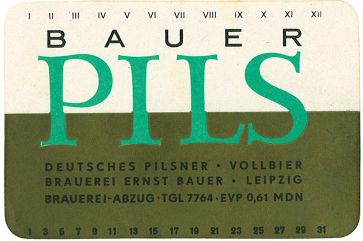 I II III IV V VI VII VIII IX X XI XII
BAUER
PILS
DEUTSCHES PILSNER · VOLLBIER
BRAUEREI ERNST BAUER · LEIPZIG
BRAUEREI-ABZUG · TGL 7764 · EVP 0,61 MDN
1 3 5 7 9 11 13 15 17 19 21 23 25 27 29 31